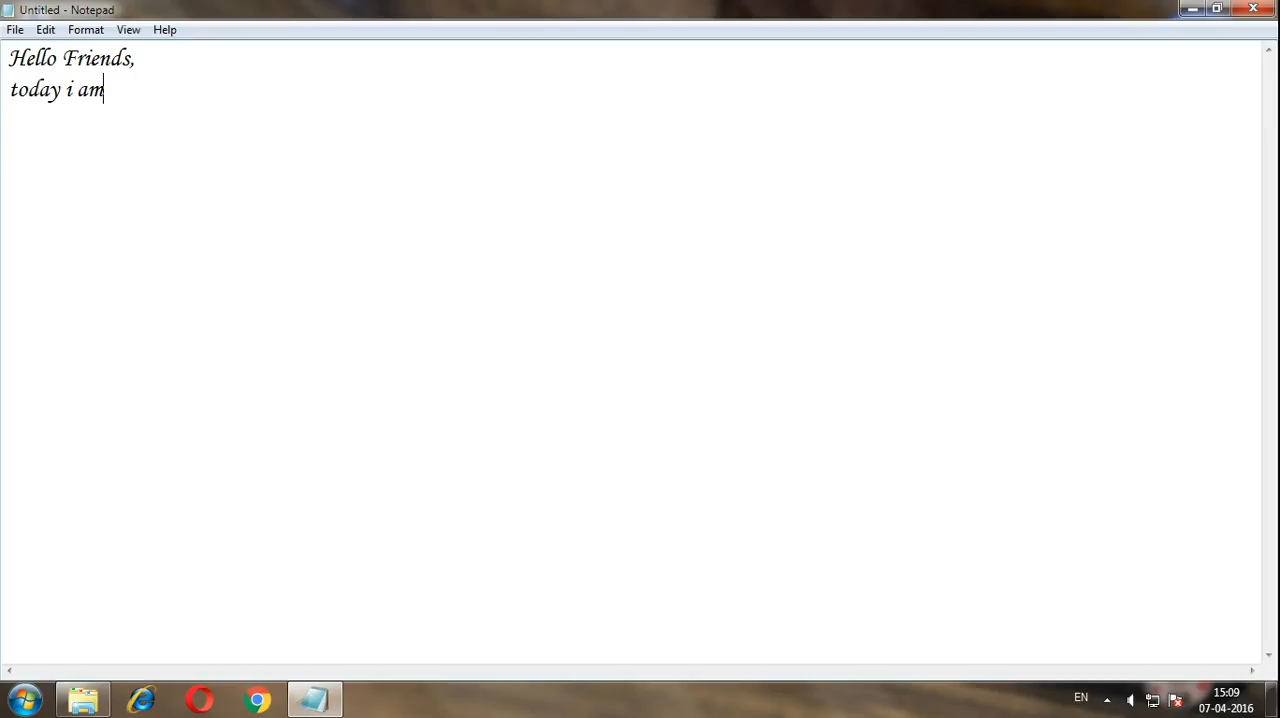 Untitled - Notepad
File Edit Format View Help
Hello Friends,
today i am
EN
15:09
07-04-2016